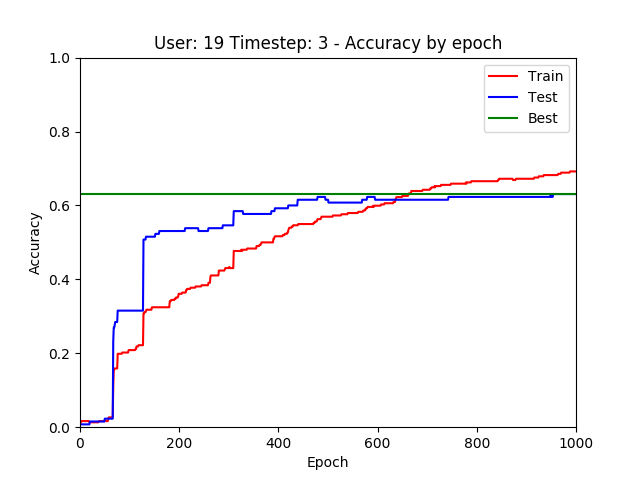 User: 19 Timestep: 3 - Accuracy by epoch
1.0
0.8
0.6
0.4
0.2
0.0
Accuracy
Train
Test
Best
0 200 400 600 800 1000
Epoch